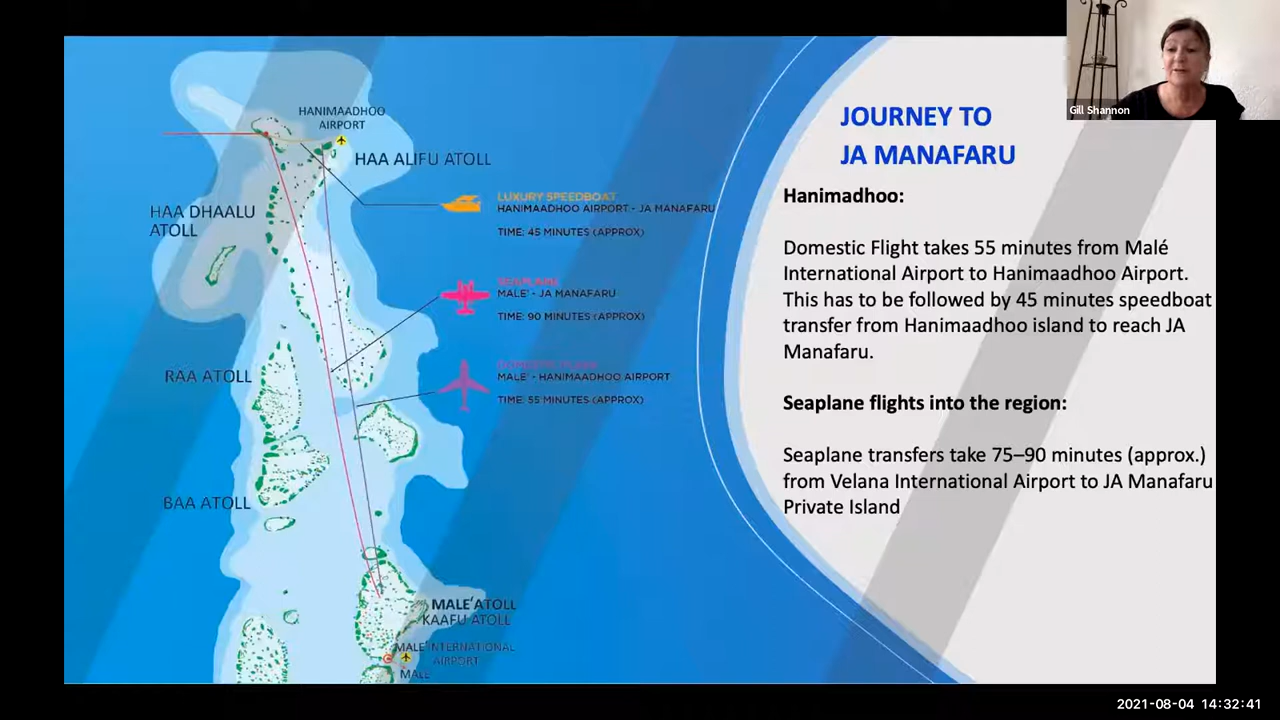 HANIMAADHOO
AIRPORT
HAA ALIFU ATOLL
HAA DHAALU
ATOLL
LUXURY SPEEDBOAT
HANIMAADHOO AIRPORT - JA MANAFARU
TIME: 45 MINUTES (APPROX)
SEAPLANE
MALE' - JA MANAFARU
TIME: 90 MINUTES (APPROX)
RAA ATOLL
DOMESTIC FLIGHT
MALE' - HANIMAADHOO AIRPORT
TIME: 55 MINUTES (APPROX)
BAA ATOLL
MALE' ATOLL
KAAFU ATOLL
MALE' INTERNATIONAL
AIRPORT
MALE'
JOURNEY TO
JA MANAFARU
Hanimadhoo:
Domestic Flight takes 55 minutes from Malé
International Airport to Hanimaadhoo Airport.
This has to be followed by 45 minutes speedboat
transfer from Hanimaadhoo island to reach JA
Manafaru.
Seaplane flights into the region:
Seaplane transfers take 75–90 minutes (approx.)
from Velana International Airport to JA Manafaru
Private Island
Gill Shannon
2021-08-04 14:32:41